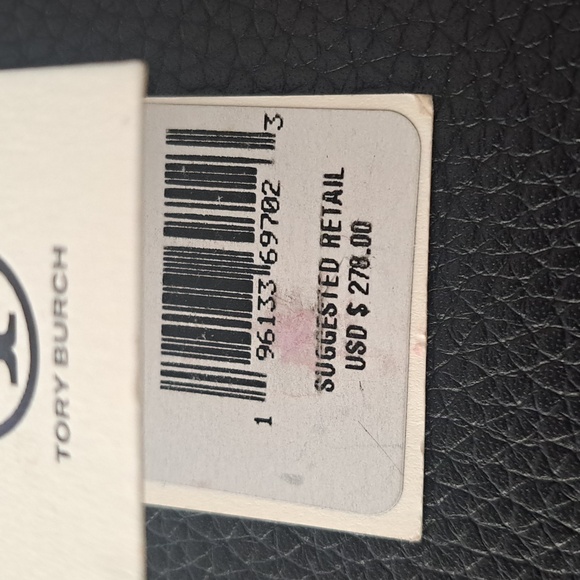 TORY BURCH
1 96133 69702 3
SUGGESTED RETAIL
USD $ 278.00